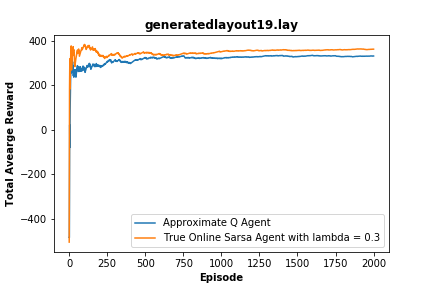 generatedlayout19.lay
Total Avearge Reward
400
200
0
−200
−400
Approximate Q Agent
True Online Sarsa Agent with lambda = 0.3
0 250 500 750 1000 1250 1500 1750 2000
Episode